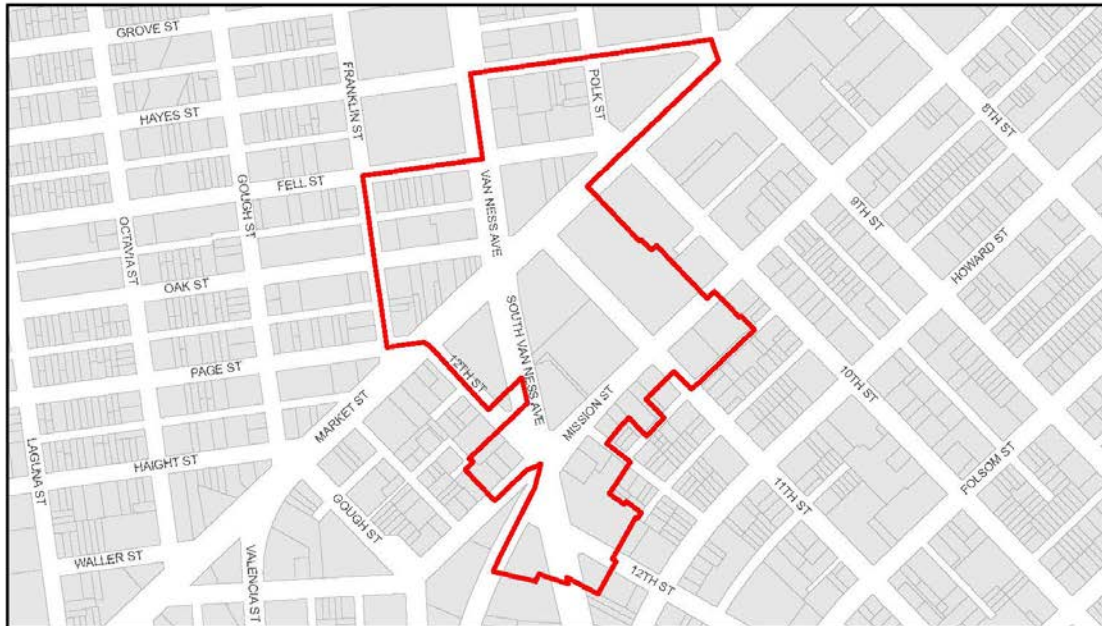 GROVE ST
HAYES ST
FRANKLIN ST
POLK ST
8TH ST
FELL ST
GOUGH ST
VAN NESS AVE
9TH ST
HOWARD ST
OCTAVIA ST
OAK ST
SOUTH VAN NESS AVE
PAGE ST
12TH ST
10TH ST
MARKET ST
MISSION ST
LAGUNA ST
HAIGHT ST
FOLSOM ST
11TH ST
GOUGH ST
WALLER ST
VALENCIA ST
12TH ST